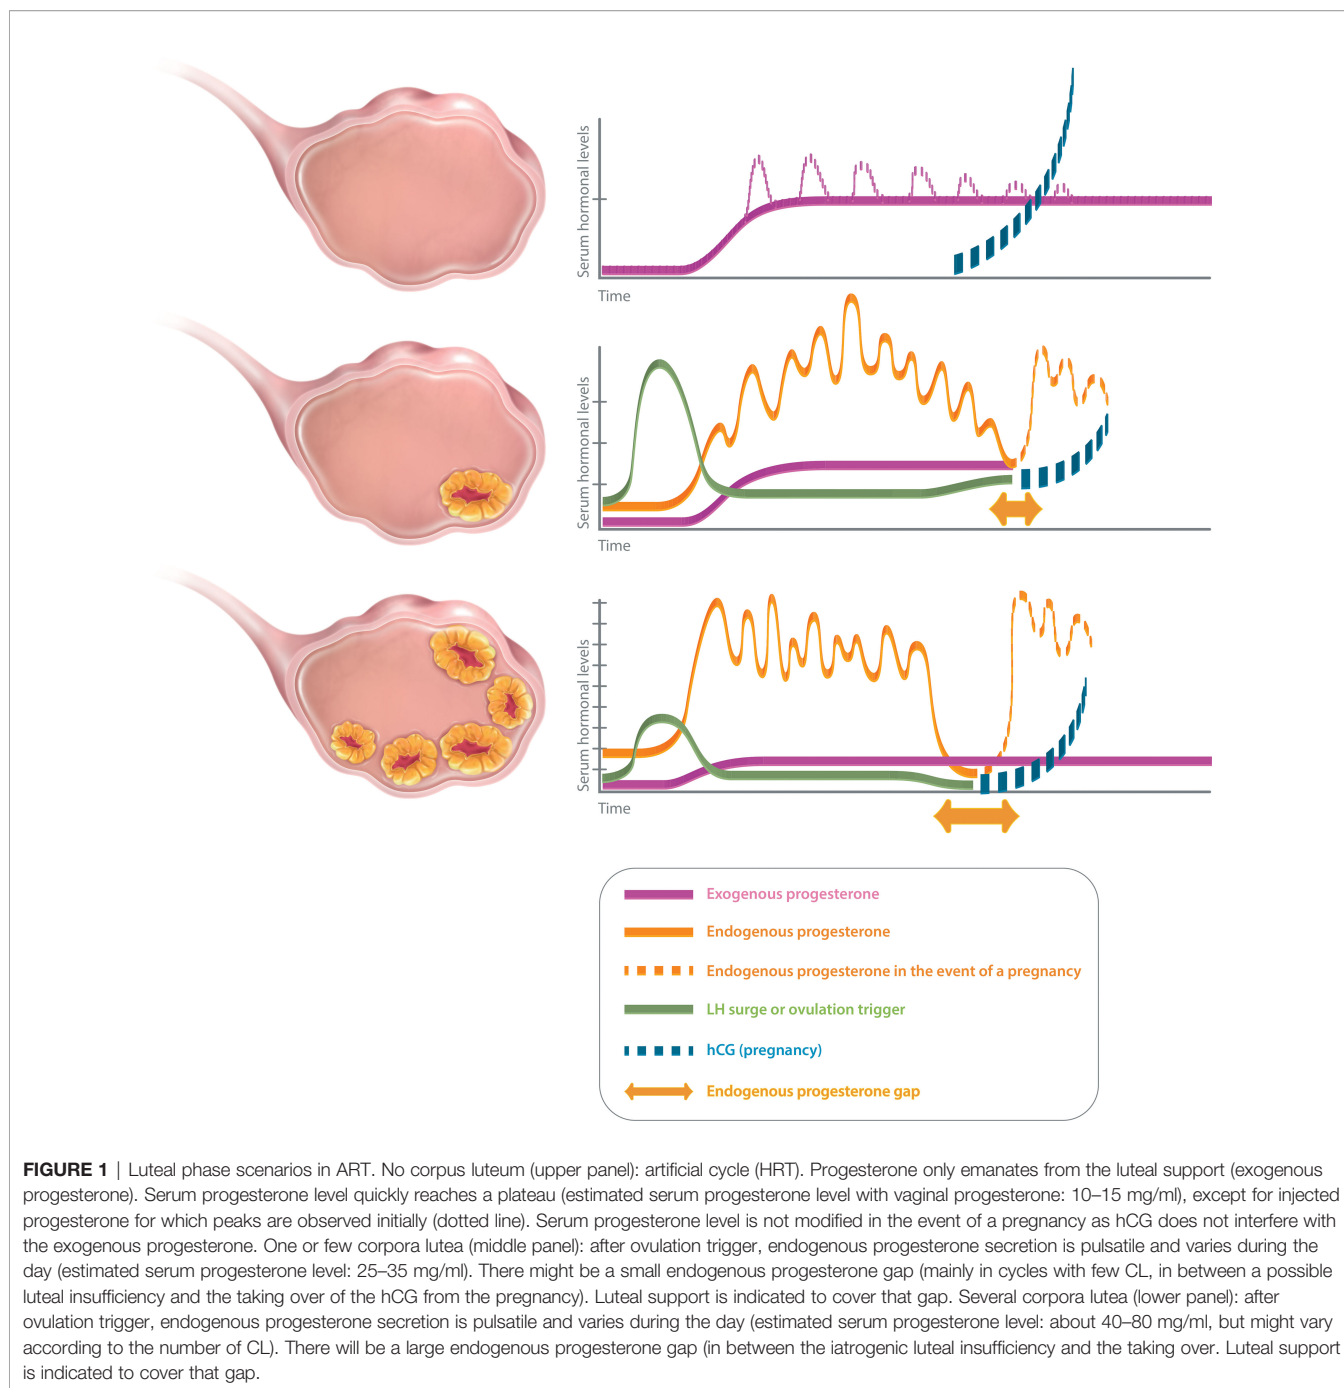 Serum hormonal levels
Time
Serum hormonal levels
Time
Serum hormonal levels
Time
Exogenous progesterone
Endogenous progesterone
Endogenous progesterone in the event of a pregnancy
LH surge or ovulation trigger
hCG (pregnancy)
Endogenous progesterone gap
FIGURE 1 | Luteal phase scenarios in ART. No corpus luteum (upper panel): artificial cycle (HRT). Progesterone only emanates from the luteal support (exogenous
progesterone). Serum progesterone level quickly reaches a plateau (estimated serum progesterone level with vaginal progesterone: 10–15 mg/ml), except for injected
progesterone for which peaks are observed initially (dotted line). Serum progesterone level is not modified in the event of a pregnancy as hCG does not interfere with
the exogenous progesterone. One or few corpora lutea (middle panel): after ovulation trigger, endogenous progesterone secretion is pulsatile and varies during the
day (estimated serum progesterone level: 25–35 mg/ml). There might be a small endogenous progesterone gap (mainly in cycles with few CL, in between a possible
luteal insufficiency and the taking over of the hCG from the pregnancy). Luteal support is indicated to cover that gap. Several corpora lutea (lower panel): after
ovulation trigger, endogenous progesterone secretion is pulsatile and varies during the day (estimated serum progesterone level: about 40–80 mg/ml, but might vary
according to the number of CL). There will be a large endogenous progesterone gap (in between the iatrogenic luteal insufficiency and the taking over. Luteal support
is indicated to cover that gap.